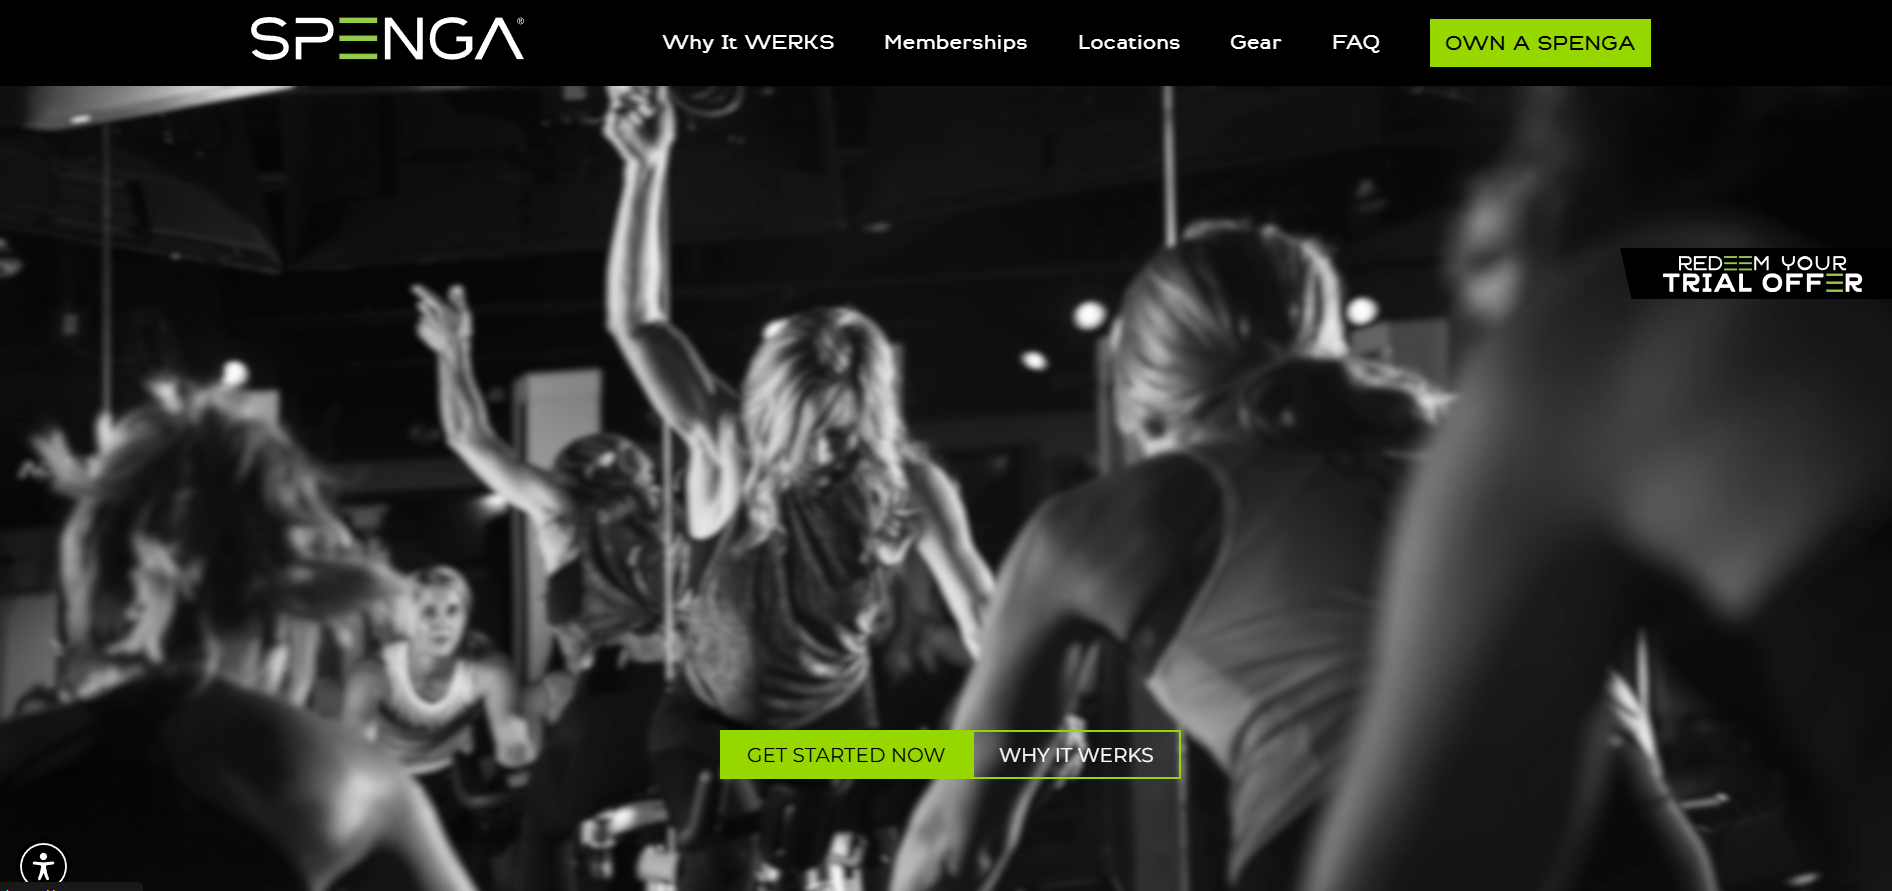 SPENGA®
Why It WERKS
Memberships
Locations
Gear
FAQ
OWN A SPENGA
REDEEM YOUR
TRIAL OFFER
GET STARTED NOW
WHY IT WERKS